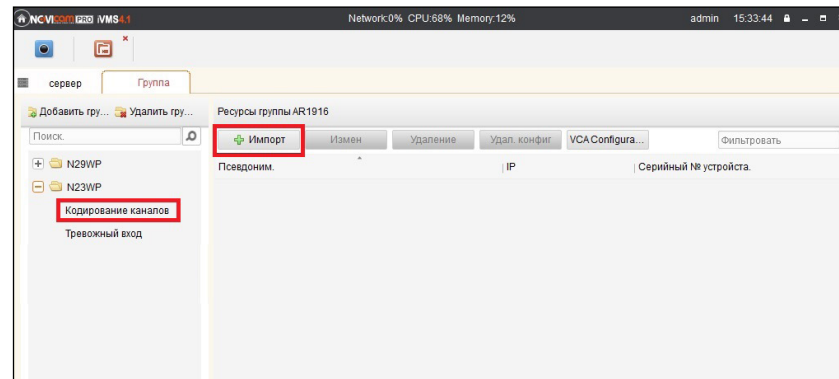 NOVIcam PRO iVMS4.1 Network:0% CPU:68% Memory:12% admin 15:33:44
сервер Группа
Добавить гру... Удалить гру... Ресурсы группы AR1916
Поиск. Импорт Измен Удаление Удал. конфиг VCA Configura... Фильтровать
Псевдоним. IP Серийный № устройста.
N29WP
N23WP
Кодирование каналов
Тревожный вход